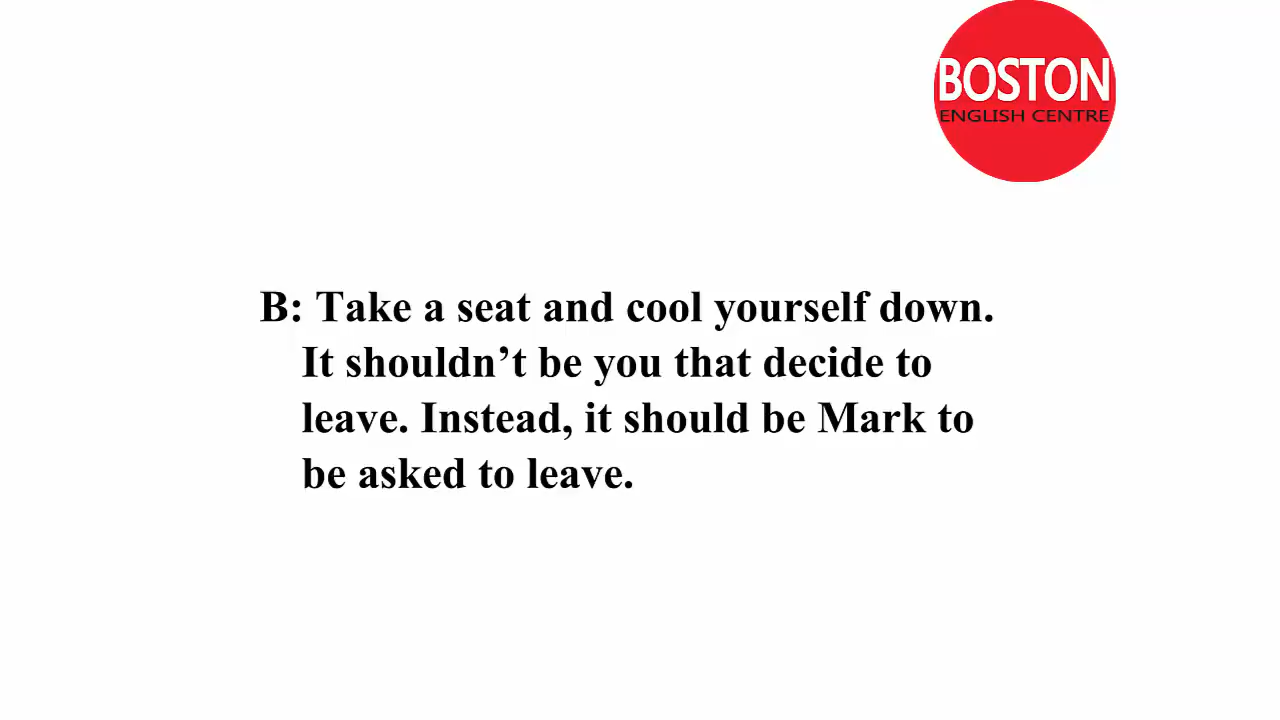 BOSTON
ENGLISH CENTRE
B: Take a seat and cool yourself down.
It shouldn’t be you that decide to
leave. Instead, it should be Mark to
be asked to leave.